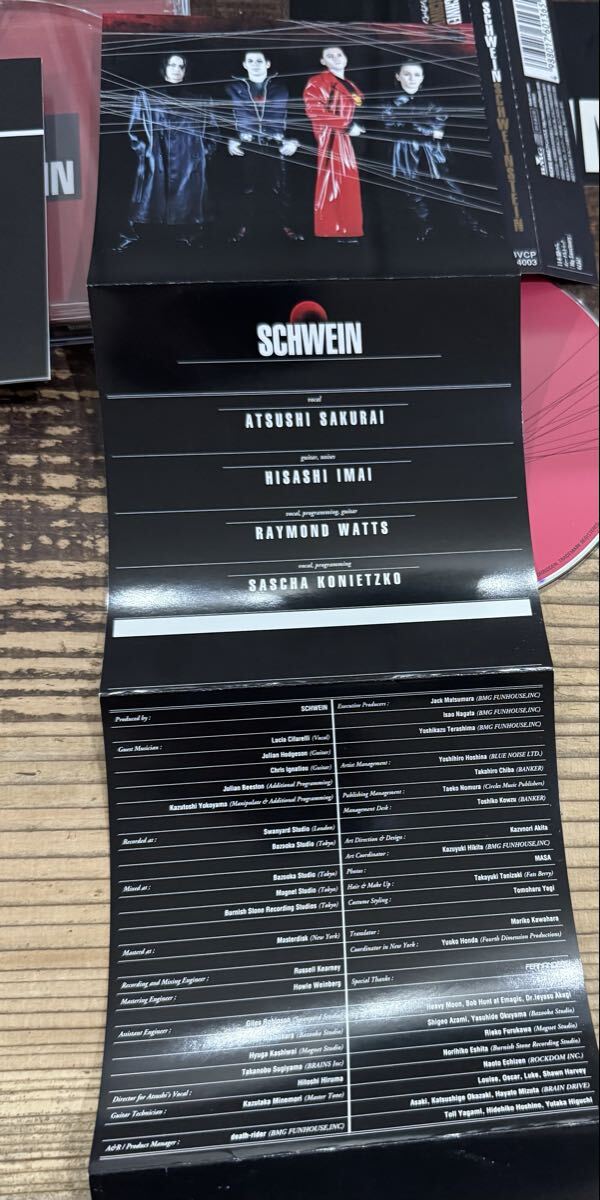 SCHWEINSTEIN
SCHWEIN
IN
4003
SCHWEIN
vocal
ATSUSHI SAKURAI
guitar, noises
HISASHI IMAI
vocal, programming, guitar
RAYMOND WATTS
vocal, programming
SASCHA KONIETZKO
Produced by :
SCHWEIN
Guest Musician :
Lucia Cifarelli (Vocal)
Julian Hodgson (Guitar)
Chris Ignatiou (Guitar)
Julian Beeston (Additional Programming)
Kazutoshi Yokoyama (Manipulate & Additional Programming)
Recorded at :
Swanyard Studio (London)
Bazooka Studio (Tokyo)
Mixed at :
Bazooka Studio (Tokyo)
Magnet Studio (Tokyo)
Burnish Stone Recording Studios (Tokyo)
Masterd at :
Masterdisk (New York)
Recording and Mixing Engineer :
Russell Kearney
Mastering Engineer :
Howie Weinberg
Assistant Engineer :
Giles
(Bazooka Studio)
Hyuga Kashiwai (Magnet Studio)
Takanobu Sugiyama (BRAINS Inc)
Director for Atsushi's Vocal :
Hitoshi Hiruma
Guitar Technician :
Kazutaka Minemori (Master Tone)
A&R / Product Manager :
death-rider (BMG FUNHOUSE,INC)
Executive Producers :
Jack Matsumura (BMG FUNHOUSE,INC)
Isao Nagata (BMG FUNHOUSE,INC)
Yoshikazu Terashima (BMG FUNHOUSE,INC)
Artist Management :
Yoshihiro Hoshina (BLUE NOISE LTD.)
Takahiro Chiba (BANKER)
Publishing Management :
Taeko Nomura (Circles Music Publishers)
Management Desk :
Toshiko Kowzu (BANKER)
Art Direction & Design :
Kazvnori Akita
Art Coordinator :
Kazuyuki Hikita (BMG FUNHOUSE,INC)
Photos :
MASA
Hair & Make Up :
Takayuki Tanizaki (Fats Berry)
Costume Styling :
Tomoharu Yagi
Translator :
Mariko Kawahara
Coordinator in New York :
Yuoko Honda (Fourth Dimension Productions)
Special Thanks :
FERNANDES
Heavy Moon, Bob Hunt at Emagic, Dr.Ieyasu Akugi
Shigeo Azami, Yasuhide Okuyama (Bazooka Studio)
Rieko Furukawa (Magnet Studio)
Norihiko Eshita (Burnish Stone Recording Studio)
Naoto Echizen (ROCKDOM INC.)
Louise, Oscar, Luke, Shawn Harvey
Asaki, Katsushige Okazaki, Hayato Mizuta (BRAIN DRIVE)
Toll Yagami, Hidehiko Hoshino, Yutaka Higuchi